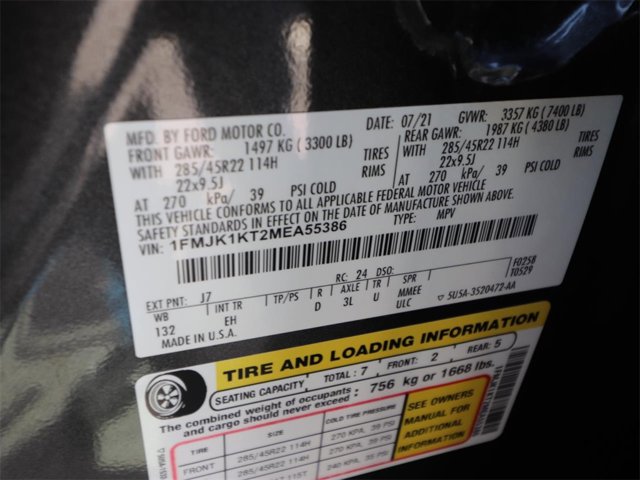 MFD. BY FORD MOTOR CO. DATE: 07/21 GVWR: 3357 KG (7400 LB)
FRONT GAWR: 1497 KG (3300 LB) REAR GAWR: 1987 KG (4380 LB)
WITH 285/45R22 114H TIRES WITH 285/45R22 114H TIRES
22x9.5J RIMS 22x9.5J RIMS
AT 270 kPa/ 39 PSI COLD AT 270 kPa/ 39 PSI COLD
THIS VEHICLE CONFORMS TO ALL APPLICABLE FEDERAL MOTOR VEHICLE
SAFETY STANDARDS IN EFFECT ON THE DATE OF MANUFACTURE SHOWN ABOVE.
VIN: 1FMJK1KT2MEA55386 TYPE: MPV
F0258
T0529
EXT PNT: J7 RC: 24 DSO:
WB INT TR TP/PS R AXLE TR SPR
132 EH D 3L U MMEE
ULC ▽ 5U5A-3520472-AA
MADE IN U.S.A.
TIRE AND LOADING INFORMATION
SEATING CAPACITY TOTAL: 7 FRONT: 2 REAR: 5
The combined weight of occupants and cargo should never exceed: 756 kg or 1668 lbs.
TIRE SIZE COLD TIRE PRESSURE
FRONT 285/45R22 114H 270 KPA, 39 PSI
285/45R22 114H 270 KPA, 39 PSI
115T 240 KPA, 35 PSI
SEE OWNERS
MANUAL FOR
ADDITIONAL
INFORMATION